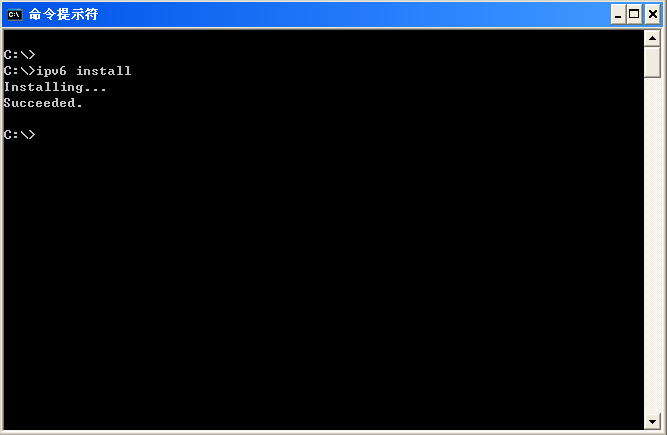 命令提示符
C:\>
C:\>ipv6 install
Installing...
Succeeded.
C:\>